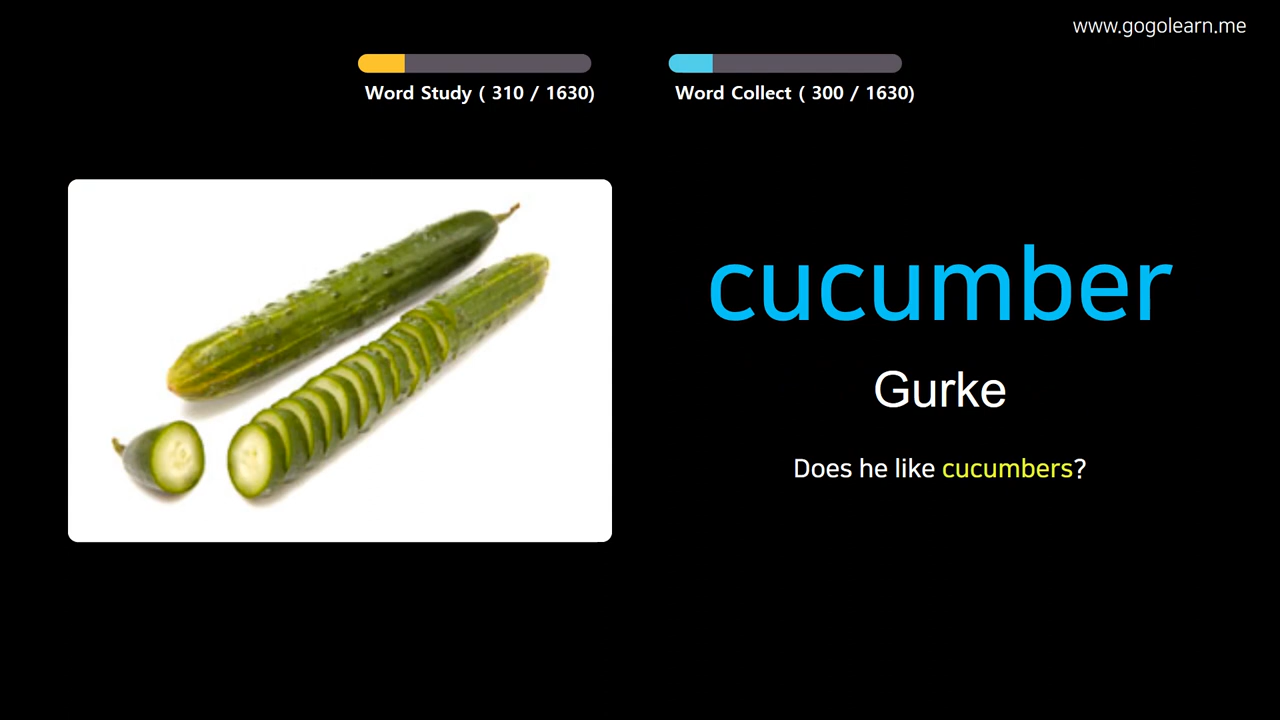 www.gogolearn.me
Word Study ( 310 / 1630)
Word Collect ( 300 / 1630)
cucumber
Gurke
Does he like cucumbers?